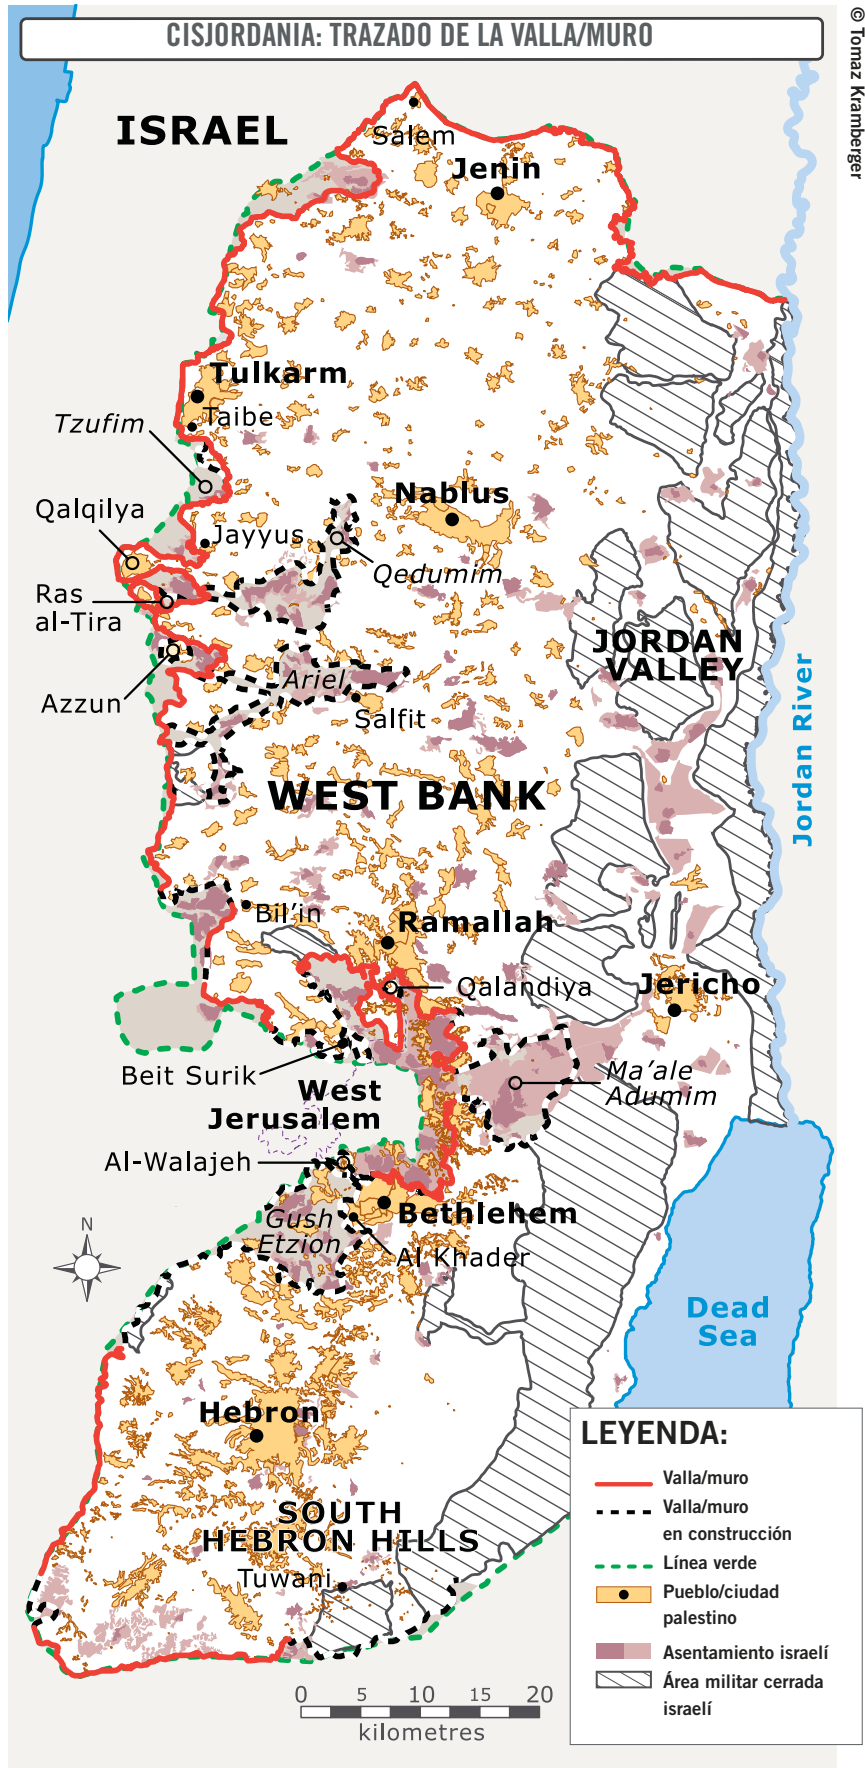 CISJORDANIA: TRAZADO DE LA VALLA/MURO
© Tomaz Kramberger
ISRAEL
Salem
Jenin
Tulkarm
Taibe
Tzufim
Nablus
Qalqilya
Jayyus
Qedumim
Ras
al-Tira
JORDAN
VALLEY
Ariel
Azzun
Salfit
Jordan River
WEST BANK
Bil'in
Ramallah
Qalandiya
Jericho
Beit Surik
Ma'ale
Adumim
West
Jerusalem
Al-Walajeh
Bethlehem
Gush
Etzion
Al Khader
N
Dead
Sea
Hebron
SOUTH
HEBRON HILLS
Tuwani
LEYENDA:
Valla/muro
Valla/muro
en construcción
Línea verde
Pueblo/ciudad
palestino
Asentamiento israelí
Área militar cerrada
israelí
0 5 10 15 20
kilometres